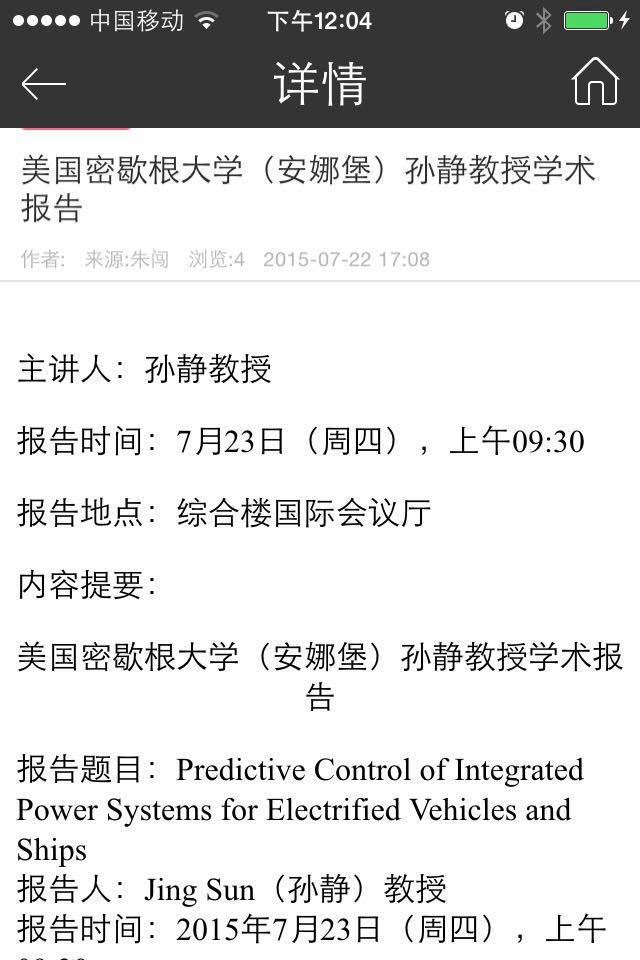 中国移动 下午12:04
详情
美国密歇根大学（安娜堡）孙静教授学术
报告
作者: 来源:朱闯 浏览:4 2015-07-22 17:08
主讲人：孙静教授
报告时间：7月23日（周四），上午09:30
报告地点：综合楼国际会议厅
内容提要：
美国密歇根大学（安娜堡）孙静教授学术报
告
报告题目：Predictive Control of Integrated
Power Systems for Electrified Vehicles and
Ships
报告人：Jing Sun（孙静）教授
报告时间：2015年7月23日（周四），上午